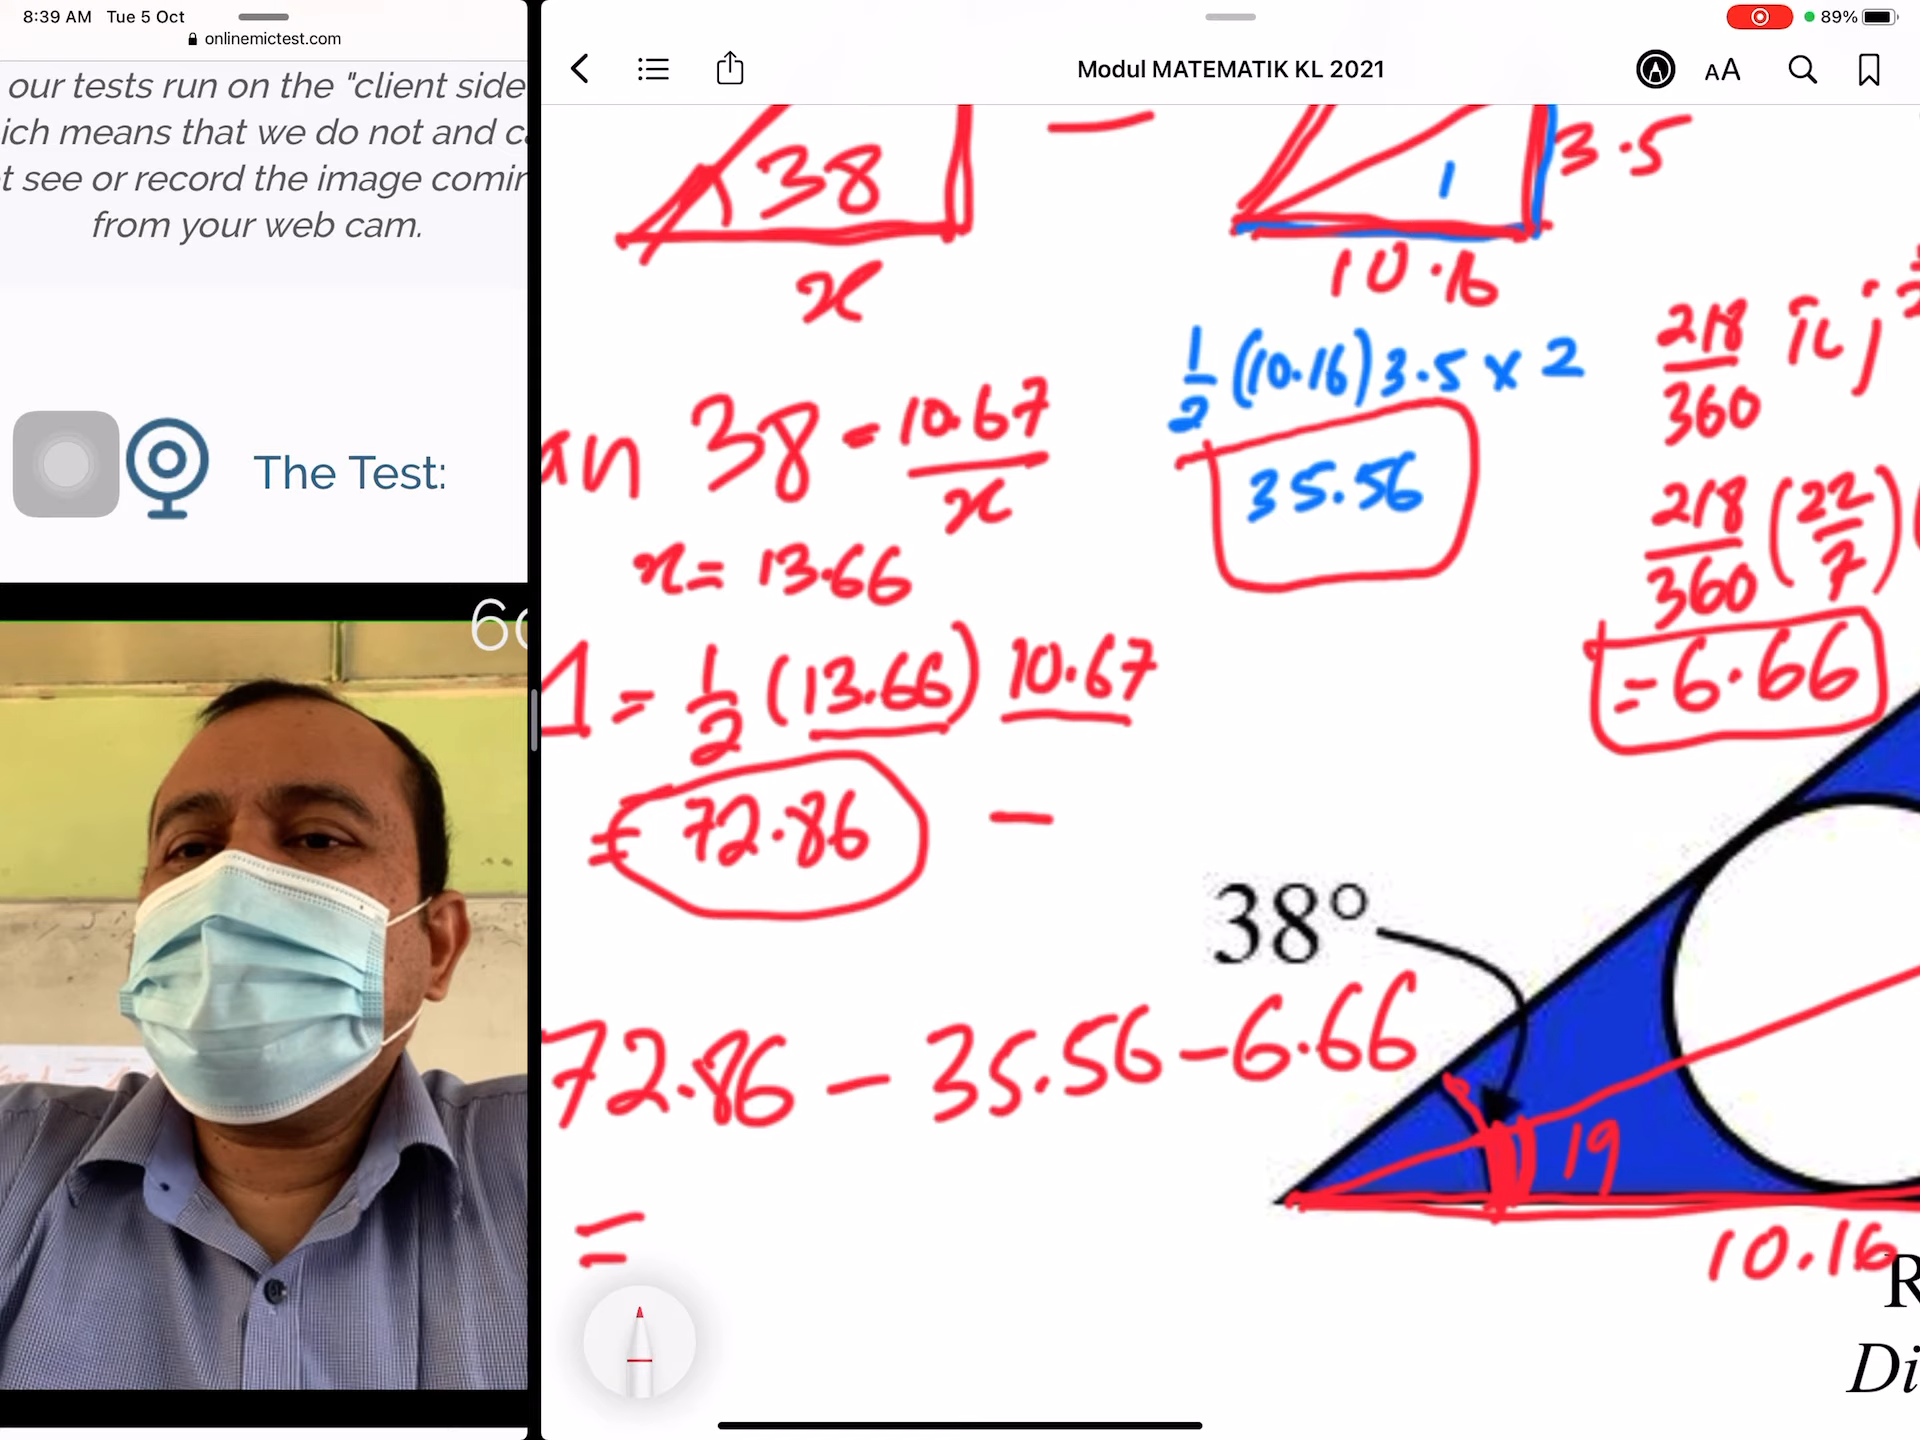 8:39 AM Tue 5 Oct
onlinemictest.com
our tests run on the "client side
ich means that we do not and c
t see or record the image comin
from your web cam.
The Test:
60
89%
Modul MATEMATIK KL 2021
AA
38
x
1
3.5
10.16
1/2 (10.16) 3.5 x 2
35.56
an 38 = 10.67/x
x = 13.66
Δ = 1/2 (13.66) 10.67
= 72.86 -
218/360
218/360 (22/7)
= 6.66
38°
72.86 - 35.56 - 6.66
=
19
10.16
R
Di